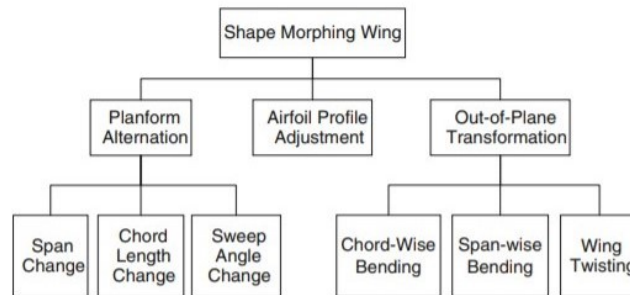 Shape Morphing Wing
Planform
Alternation
Airfoil Profile
Adjustment
Out-of-Plane
Transformation
Span
Change
Chord
Length
Change
Sweep
Angle
Change
Chord-Wise
Bending
Span-wise
Bending
Wing
Twisting